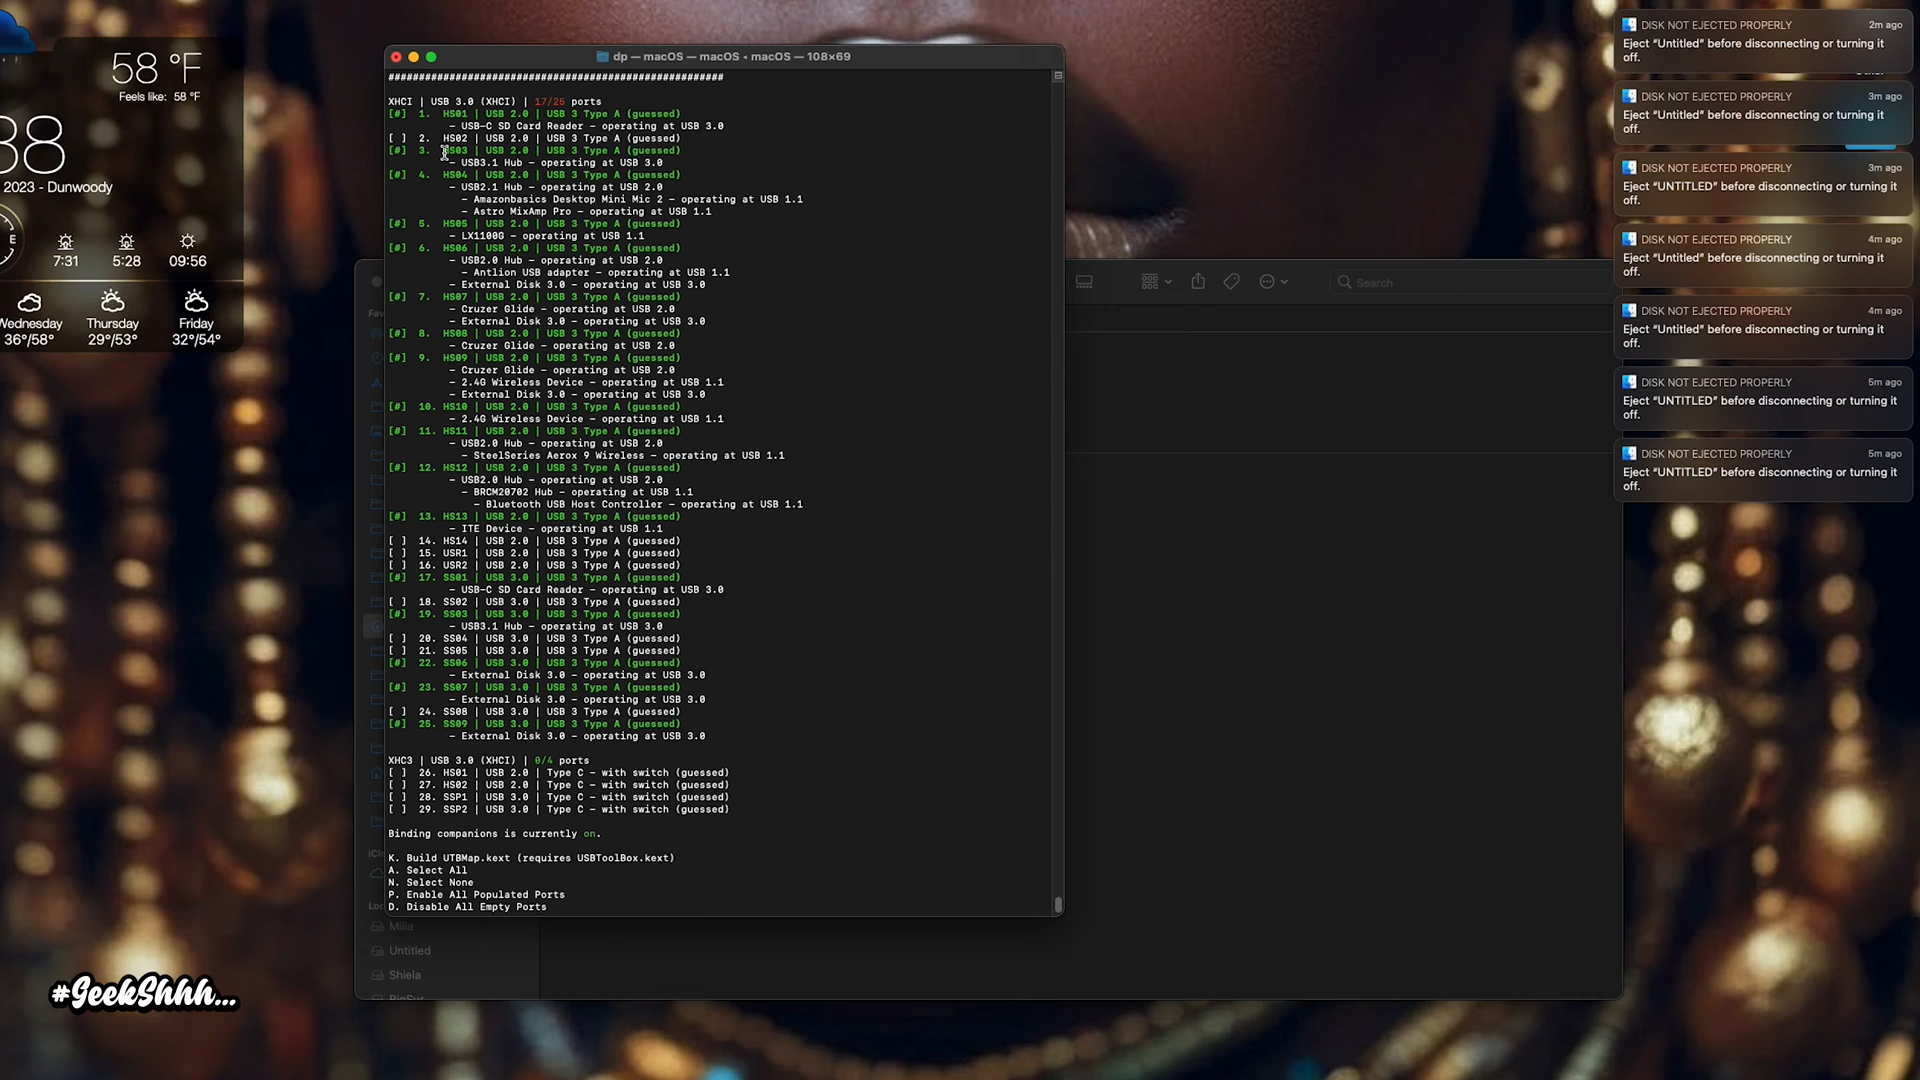 58 °F
Feels like: 58 °F
38
2023 - Dunwoody
E
7:31
5:28
09:56
Wednesday
Thursday
Friday
36°/58°
29°/53°
32°/54°
#GeekShhh...
dp — macOS — macOS ◂ macOS — 108×69
#######################################################
XHCI | USB 3.0 (XHCI) | 17/25 ports
[#] 1. HS01 | USB 2.0 | USB 3 Type A (guessed)
– USB-C SD Card Reader – operating at USB 3.0
[ ] 2. HS02 | USB 2.0 | USB 3 Type A (guessed)
[#] 3. HS03 | USB 2.0 | USB 3 Type A (guessed)
– USB3.1 Hub – operating at USB 3.0
[#] 4. HS04 | USB 2.0 | USB 3 Type A (guessed)
– USB2.1 Hub – operating at USB 2.0
– Amazonbasics Desktop Mini Mic 2 – operating at USB 1.1
– Astro MixAmp Pro – operating at USB 1.1
[#] 5. HS05 | USB 2.0 | USB 3 Type A (guessed)
– LX1100G – operating at USB 1.1
[#] 6. HS06 | USB 2.0 | USB 3 Type A (guessed)
– USB2.0 Hub – operating at USB 2.0
– Antlion USB adapter – operating at USB 1.1
– External Disk 3.0 – operating at USB 3.0
[#] 7. HS07 | USB 2.0 | USB 3 Type A (guessed)
– Cruzer Glide – operating at USB 2.0
– External Disk 3.0 – operating at USB 3.0
[#] 8. HS08 | USB 2.0 | USB 3 Type A (guessed)
– Cruzer Glide – operating at USB 2.0
[#] 9. HS09 | USB 2.0 | USB 3 Type A (guessed)
– Cruzer Glide – operating at USB 2.0
– 2.4G Wireless Device – operating at USB 1.1
– External Disk 3.0 – operating at USB 3.0
[#] 10. HS10 | USB 2.0 | USB 3 Type A (guessed)
– 2.4G Wireless Device – operating at USB 1.1
[#] 11. HS11 | USB 2.0 | USB 3 Type A (guessed)
– USB2.0 Hub – operating at USB 2.0
– SteelSeries Aerox 9 Wireless – operating at USB 1.1
[#] 12. HS12 | USB 2.0 | USB 3 Type A (guessed)
– USB2.0 Hub – operating at USB 2.0
– BRCM20702 Hub – operating at USB 1.1
– Bluetooth USB Host Controller – operating at USB 1.1
[#] 13. HS13 | USB 2.0 | USB 3 Type A (guessed)
– ITE Device – operating at USB 1.1
[ ] 14. HS14 | USB 2.0 | USB 3 Type A (guessed)
[ ] 15. USR1 | USB 2.0 | USB 3 Type A (guessed)
[ ] 16. USR2 | USB 2.0 | USB 3 Type A (guessed)
[#] 17. SS01 | USB 3.0 | USB 3 Type A (guessed)
– USB-C SD Card Reader – operating at USB 3.0
[ ] 18. SS02 | USB 3.0 | USB 3 Type A (guessed)
[#] 19. SS03 | USB 3.0 | USB 3 Type A (guessed)
– USB3.1 Hub – operating at USB 3.0
[ ] 20. SS04 | USB 3.0 | USB 3 Type A (guessed)
[ ] 21. SS05 | USB 3.0 | USB 3 Type A (guessed)
[#] 22. SS06 | USB 3.0 | USB 3 Type A (guessed)
– External Disk 3.0 – operating at USB 3.0
[#] 23. SS07 | USB 3.0 | USB 3 Type A (guessed)
– External Disk 3.0 – operating at USB 3.0
[ ] 24. SS08 | USB 3.0 | USB 3 Type A (guessed)
[#] 25. SS09 | USB 3.0 | USB 3 Type A (guessed)
– External Disk 3.0 – operating at USB 3.0
XHC3 | USB 3.0 (XHCI) | 0/4 ports
[ ] 26. HS01 | USB 2.0 | Type C – with switch (guessed)
[ ] 27. HS02 | USB 2.0 | Type C – with switch (guessed)
[ ] 28. SSP1 | USB 3.0 | Type C – with switch (guessed)
[ ] 29. SSP2 | USB 3.0 | Type C – with switch (guessed)
Binding companions is currently on.
K. Build UTBMap.kext (requires USBToolBox.kext)
A. Select All
N. Select None
P. Enable All Populated Ports
D. Disable All Empty Ports
Fav
iClo
Loc
Milia
Untitled
Shiela
BigSur
Search
DISK NOT EJECTED PROPERLY 2m ago
Eject “Untitled” before disconnecting or turning it
off.
DISK NOT EJECTED PROPERLY 3m ago
Eject “Untitled” before disconnecting or turning it
off.
DISK NOT EJECTED PROPERLY 3m ago
Eject “UNTITLED” before disconnecting or turning it
off.
DISK NOT EJECTED PROPERLY 4m ago
Eject “Untitled” before disconnecting or turning it
off.
DISK NOT EJECTED PROPERLY 4m ago
Eject “Untitled” before disconnecting or turning it
off.
DISK NOT EJECTED PROPERLY 5m ago
Eject “UNTITLED” before disconnecting or turning it
off.
DISK NOT EJECTED PROPERLY 5m ago
Eject “UNTITLED” before disconnecting or turning it
off.